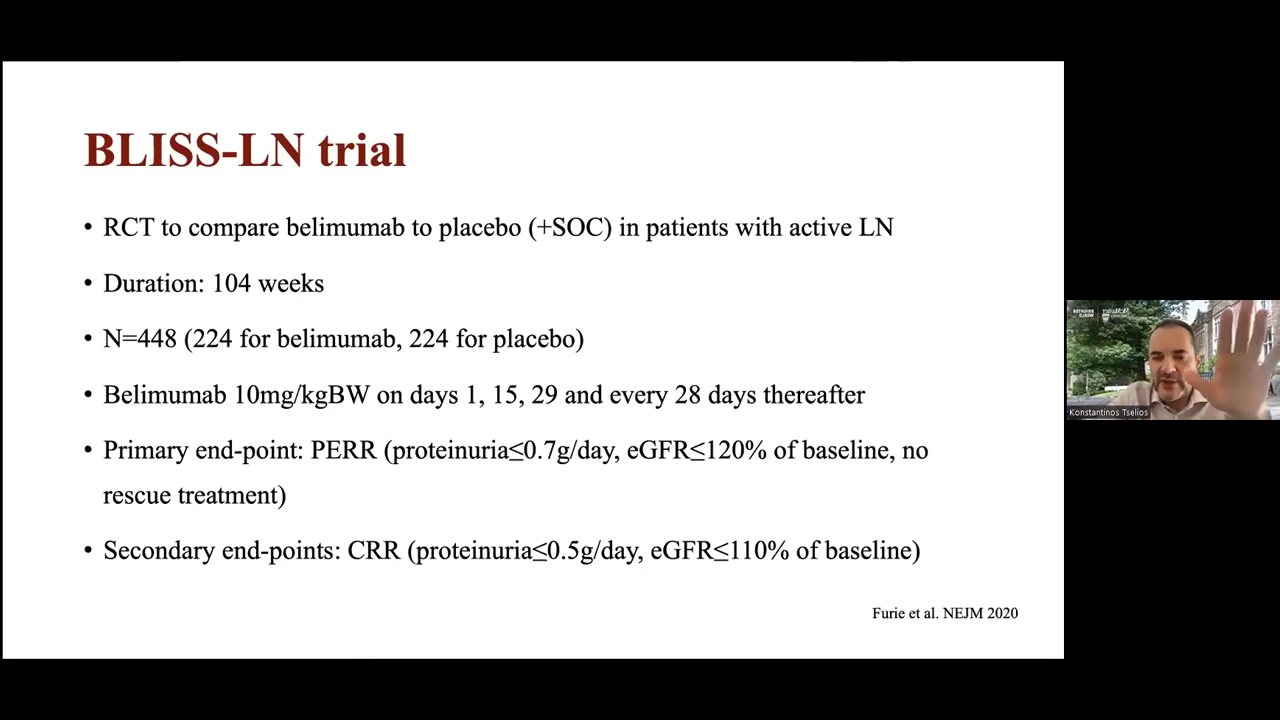 BLISS-LN trial
• RCT to compare belimumab to placebo (+SOC) in patients with active LN
• Duration: 104 weeks
• N=448 (224 for belimumab, 224 for placebo)
• Belimumab 10mg/kgBW on days 1, 15, 29 and every 28 days thereafter
• Primary end-point: PERR (proteinuria≤0.7g/day, eGFR≤120% of baseline, no
rescue treatment)
• Secondary end-points: CRR (proteinuria≤0.5g/day, eGFR≤110% of baseline)
Furie et al. NEJM 2020
Konstantinos Tselios